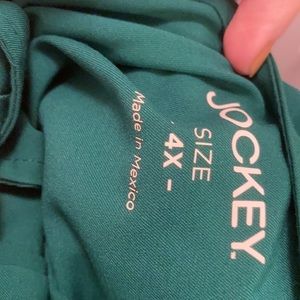 JOCKEY.
SIZE
- 4X -
Made in Mexico